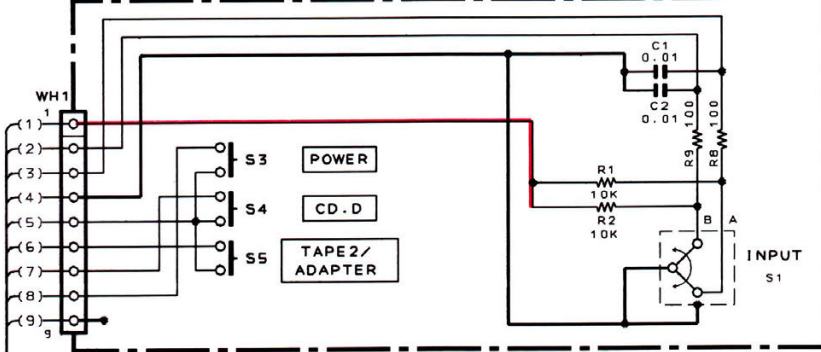 C1
0.01
C2
0.01
WH1
1
(1)
(2)
(3)
(4)
(5)
(6)
(7)
(8)
(9)
9
S3
POWER
S4
CD.D
S5
TAPE2/
ADAPTER
R9
100
R8
100
R1
10K
R2
10K
B
A
INPUT
S1